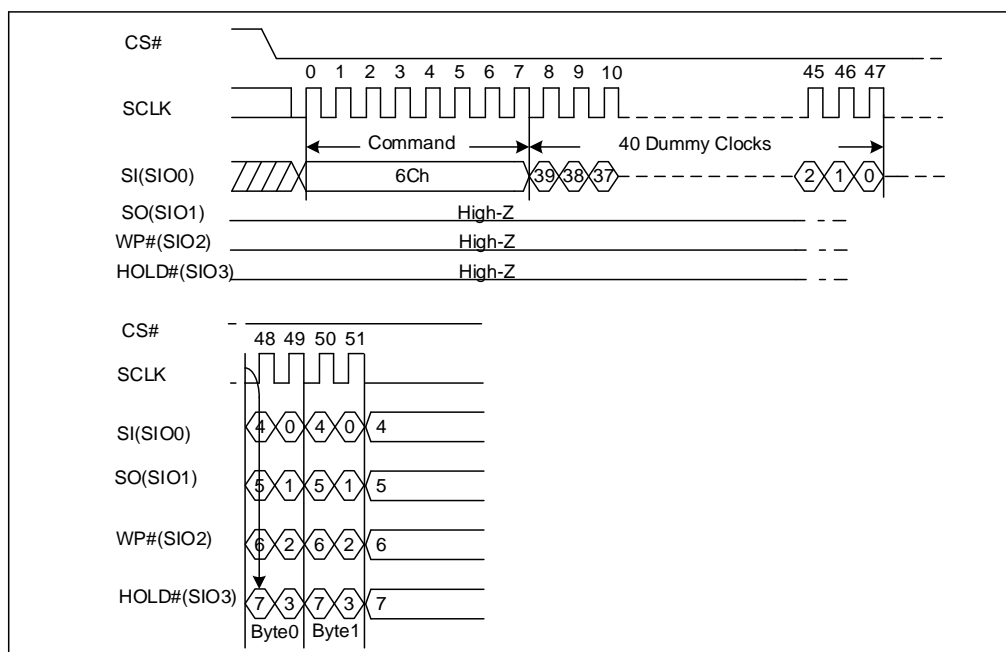 CS#
0 1 2 3 4 5 6 7 8 9 10 45 46 47
SCLK
Command 40 Dummy Clocks
SI(SIO0) 6Ch 39 38 37 2 1 0
SO(SIO1) High-Z
WP#(SIO2) High-Z
HOLD#(SIO3) High-Z
CS#
48 49 50 51
SCLK
SI(SIO0) 4 0 4 0 4
SO(SIO1) 5 1 5 1 5
WP#(SIO2) 6 2 6 2 6
HOLD#(SIO3) 7 3 7 3 7
Byte0 Byte1